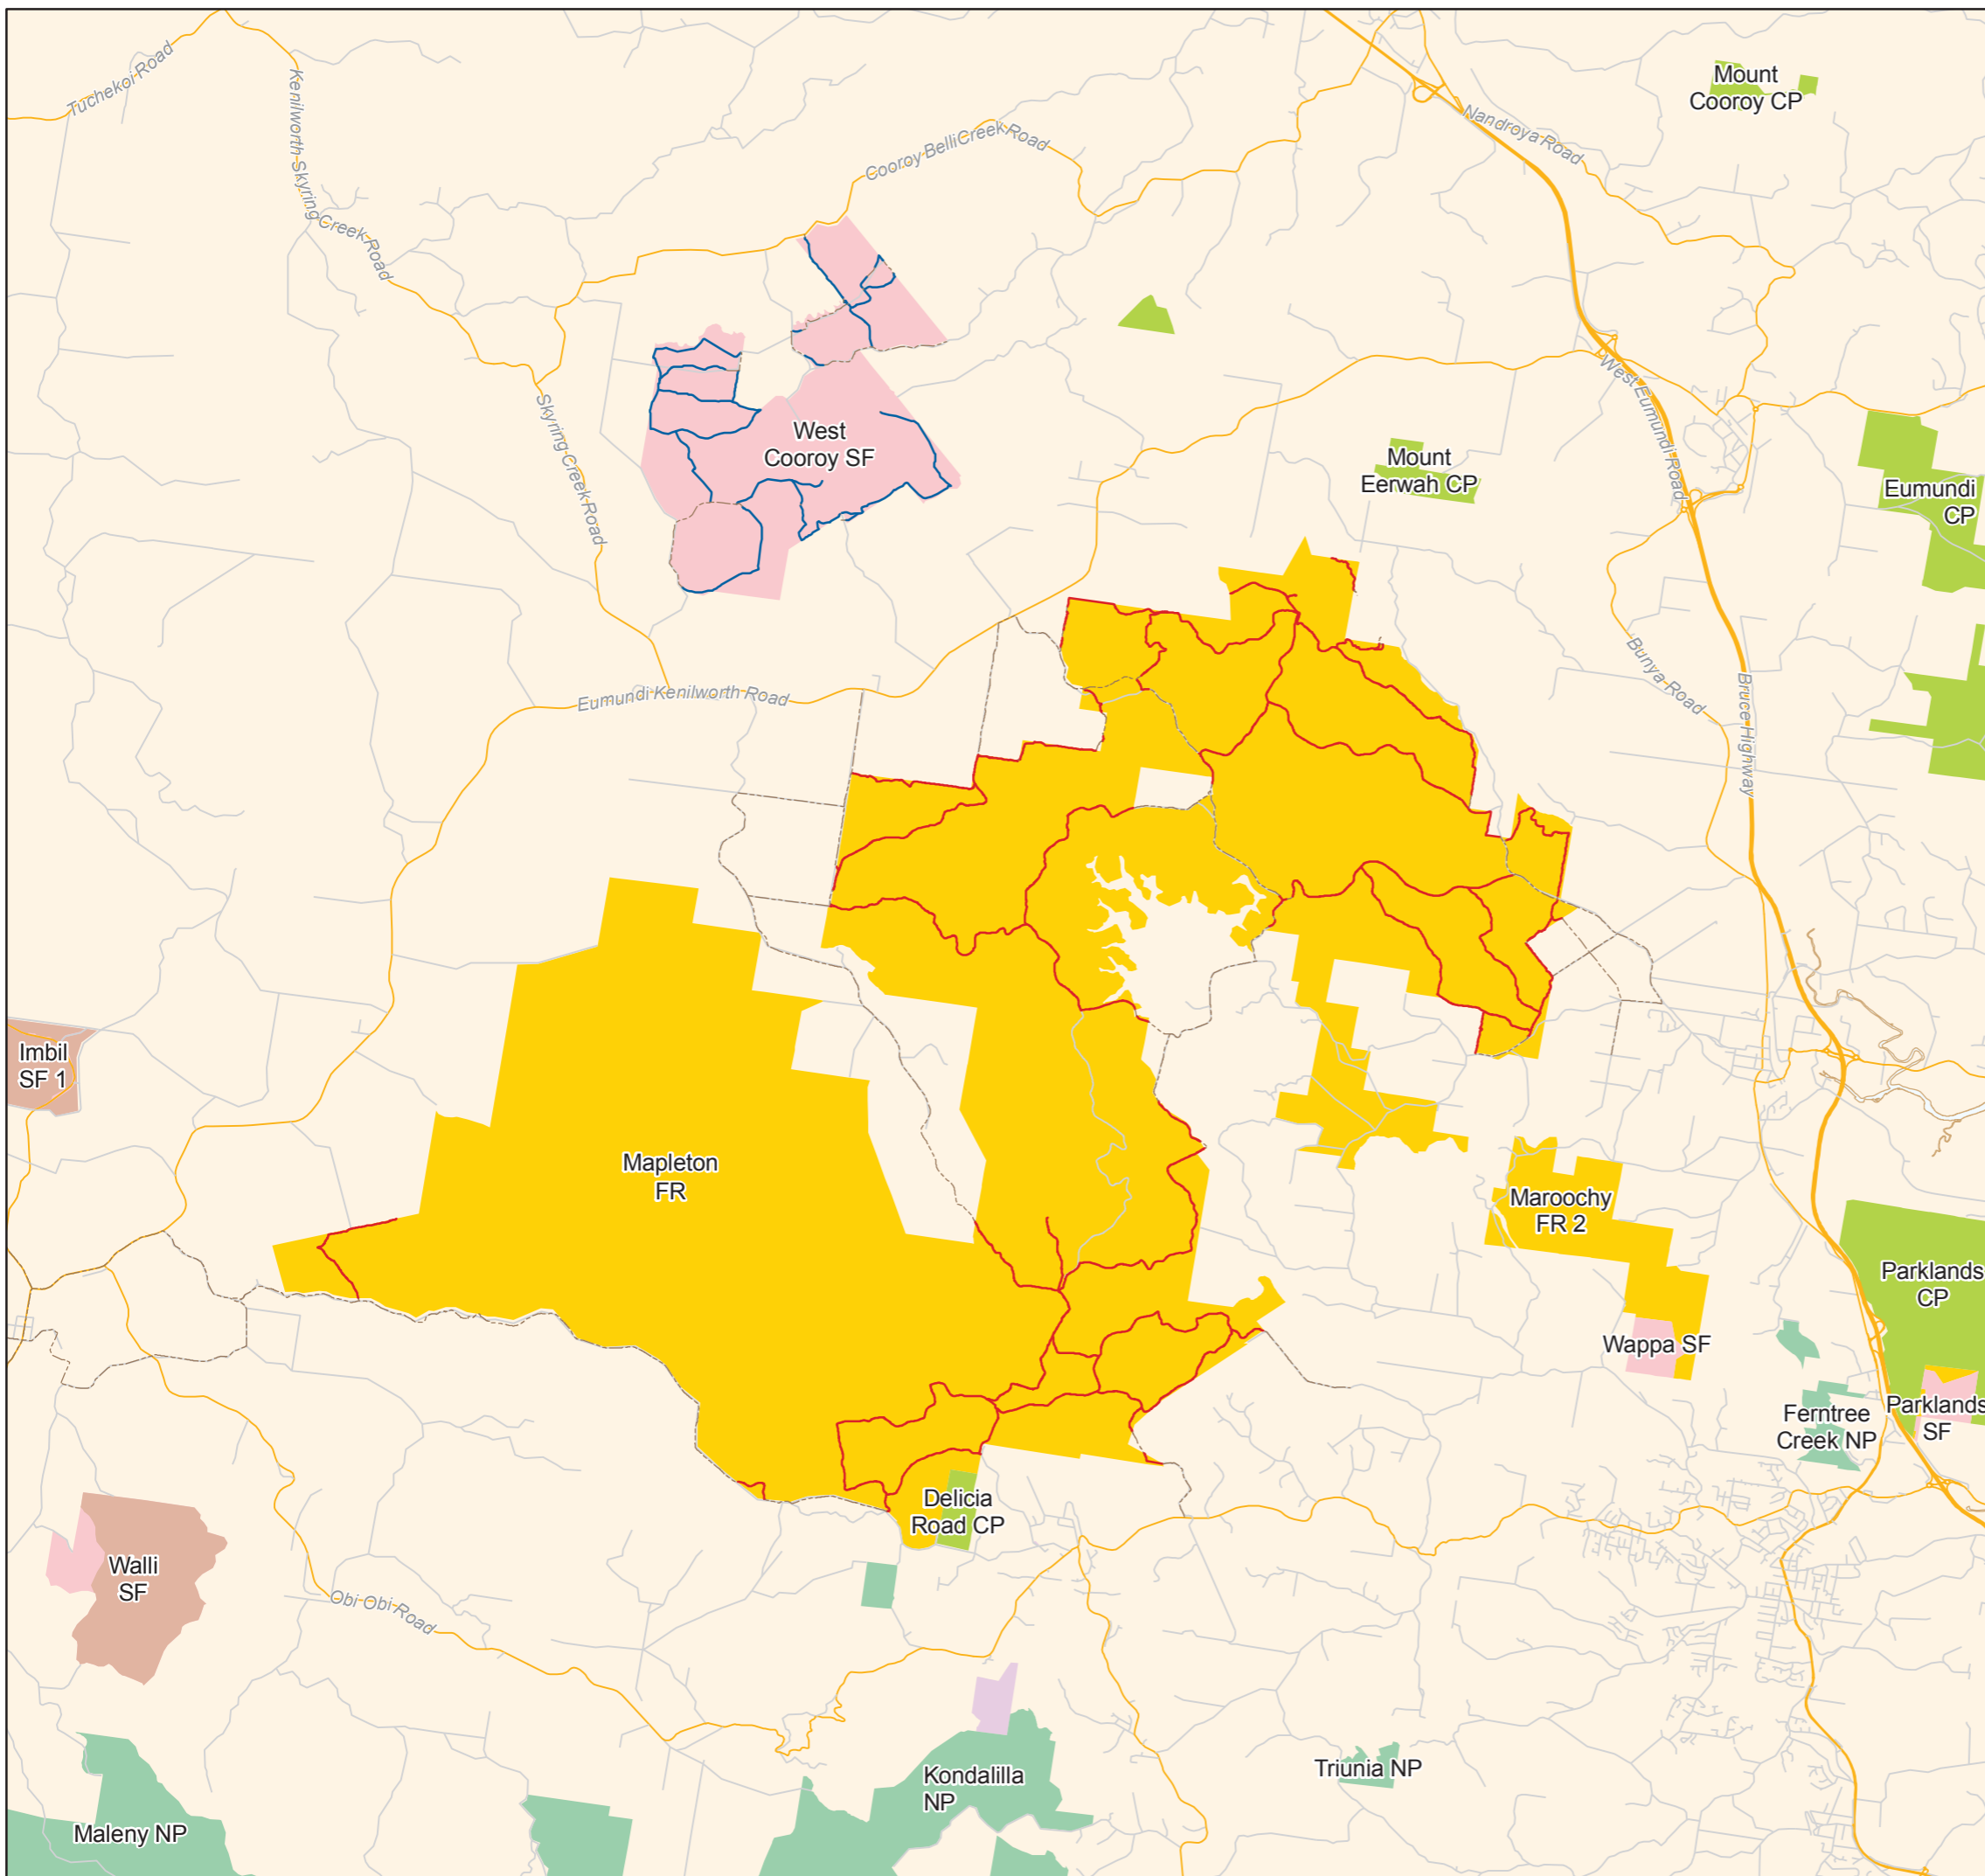 Tuchekoi Road
Kenilworth Skyring Creek Road
Cooroy Belli Creek Road
Nandroya Road
Mount
Cooroy CP
West Eumundi Road
Skyring Creek Road
West
Cooroy SF
Mount
Eerwah CP
Eumundi
CP
Bunya Road
Bruce Highway
Eumundi Kenilworth Road
Imbil
SF 1
Mapleton
FR
Maroochy
FR 2
Parklands
CP
Wappa SF
Ferntree
Creek NP
Parklands
SF
Delicia
Road CP
Walli
SF
Obi Obi Road
Kondalilla
NP
Triunia NP
Maleny NP